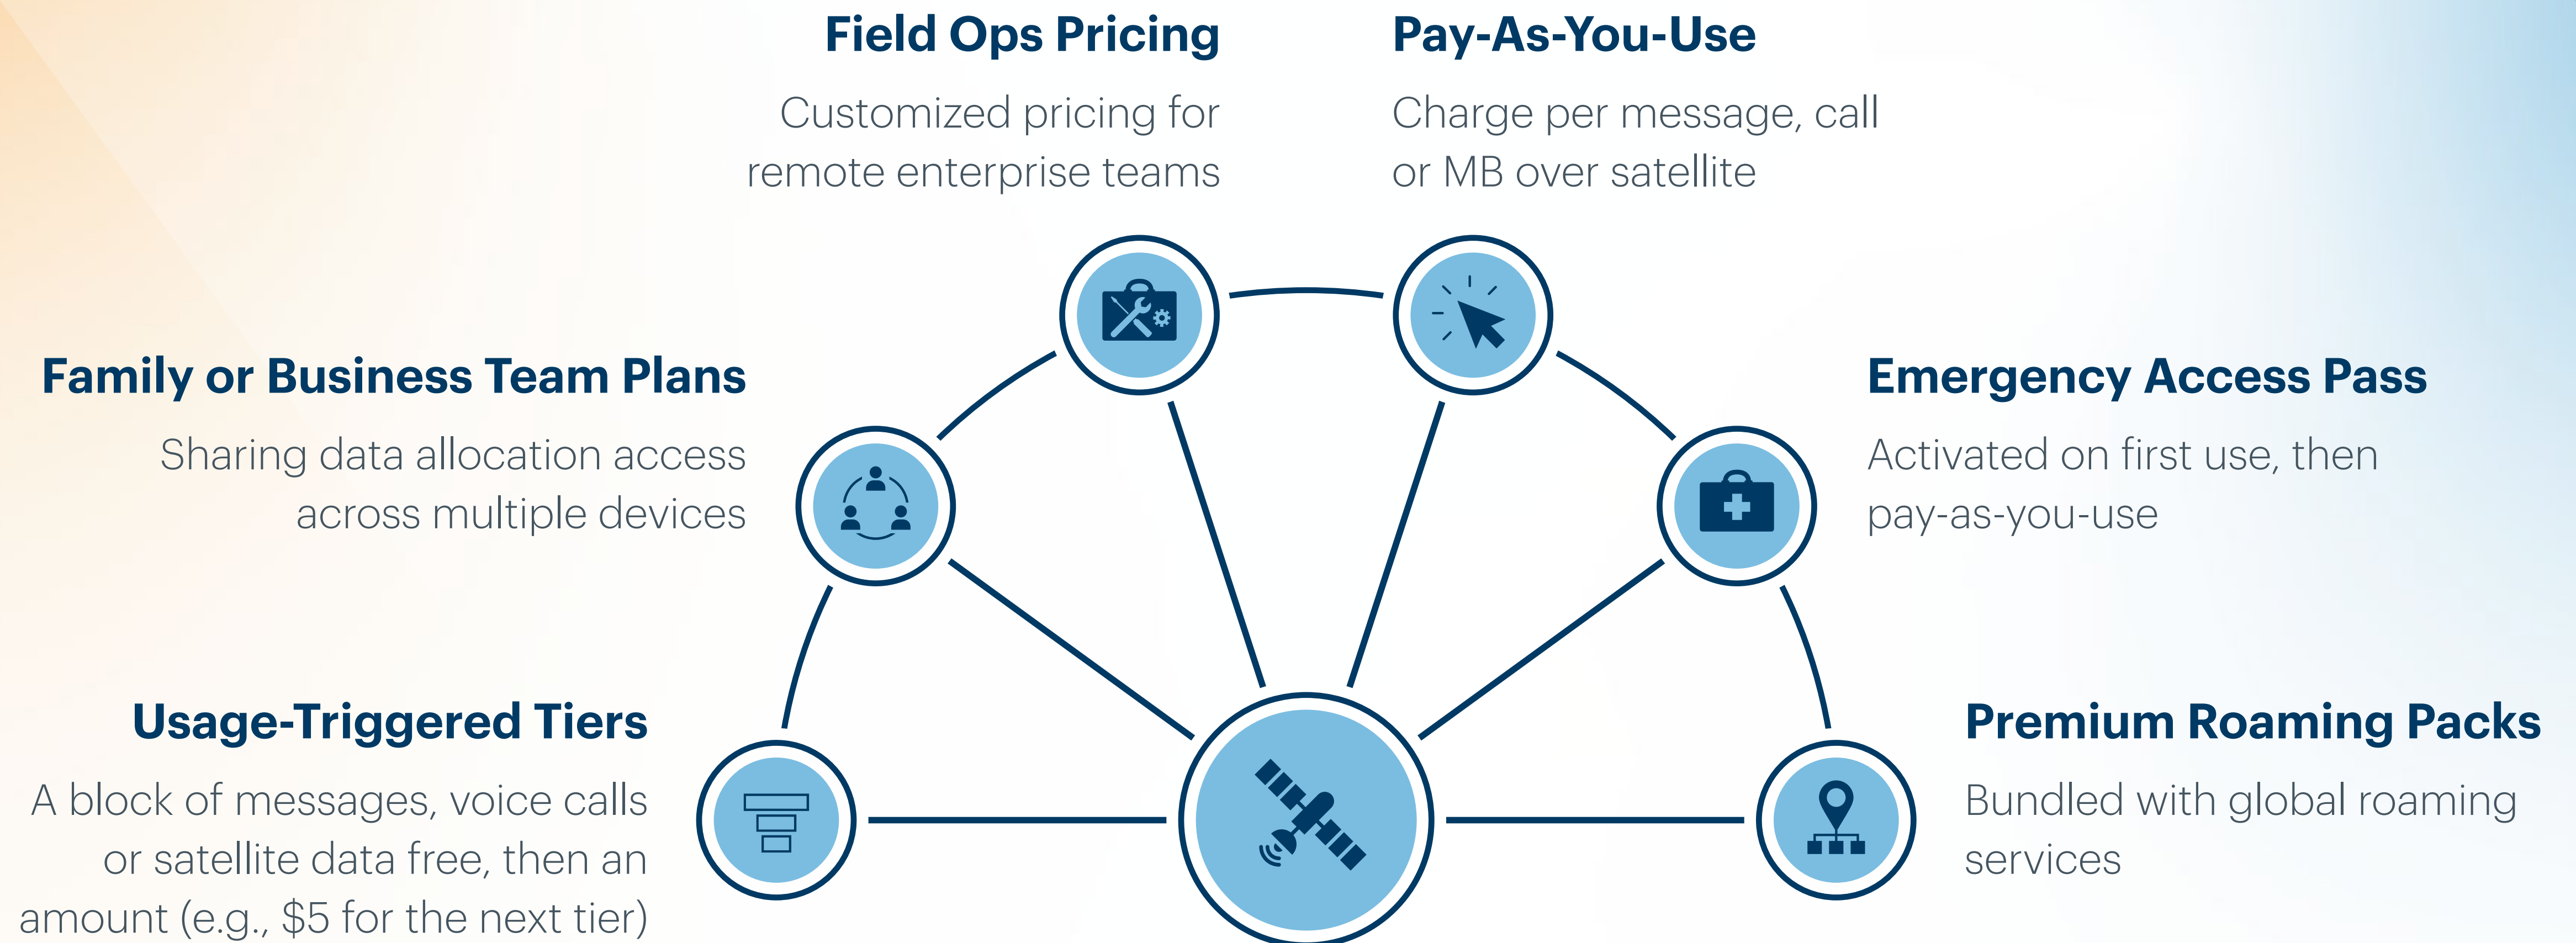 Field Ops Pricing
Customized pricing for
remote enterprise teams
Pay-As-You-Use
Charge per message, call
or MB over satellite
Family or Business Team Plans
Sharing data allocation access
across multiple devices
Emergency Access Pass
Activated on first use, then
pay-as-you-use
Usage-Triggered Tiers
A block of messages, voice calls
or satellite data free, then an
amount (e.g., $5 for the next tier)
Premium Roaming Packs
Bundled with global roaming
services